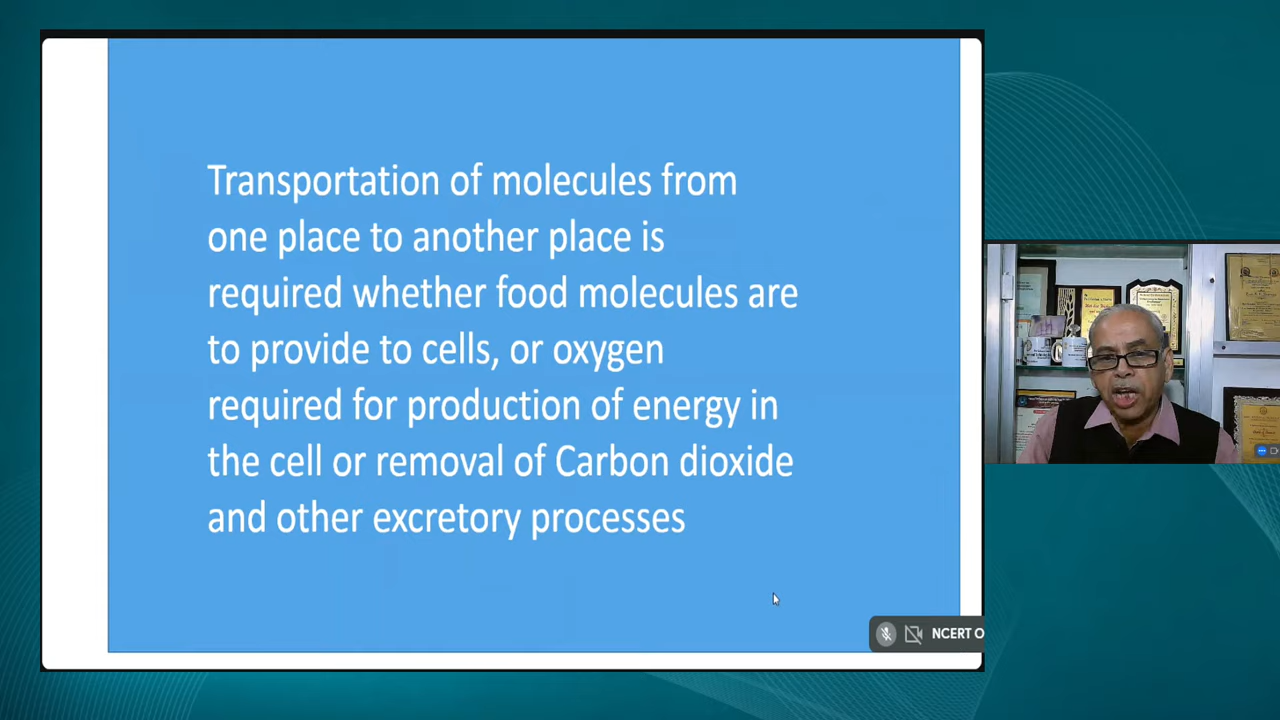 Transportation of molecules from
one place to another place is
required whether food molecules are
to provide to cells, or oxygen
required for production of energy in
the cell or removal of Carbon dioxide
and other excretory processes
NCERT O